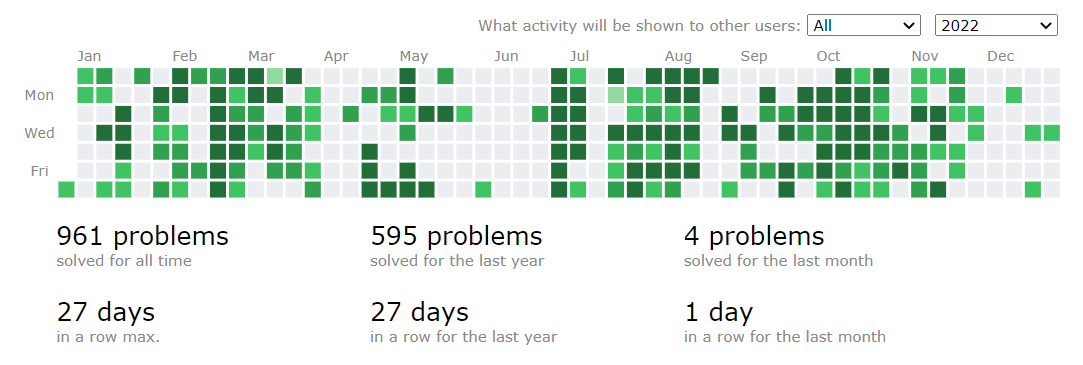 What activity will be shown to other users: All 2022
Jan Feb Mar Apr May Jun Jul Aug Sep Oct Nov Dec
Mon
Wed
Fri
961 problems 595 problems 4 problems
solved for all time solved for the last year solved for the last month
27 days 27 days 1 day
in a row max. in a row for the last year in a row for the last month